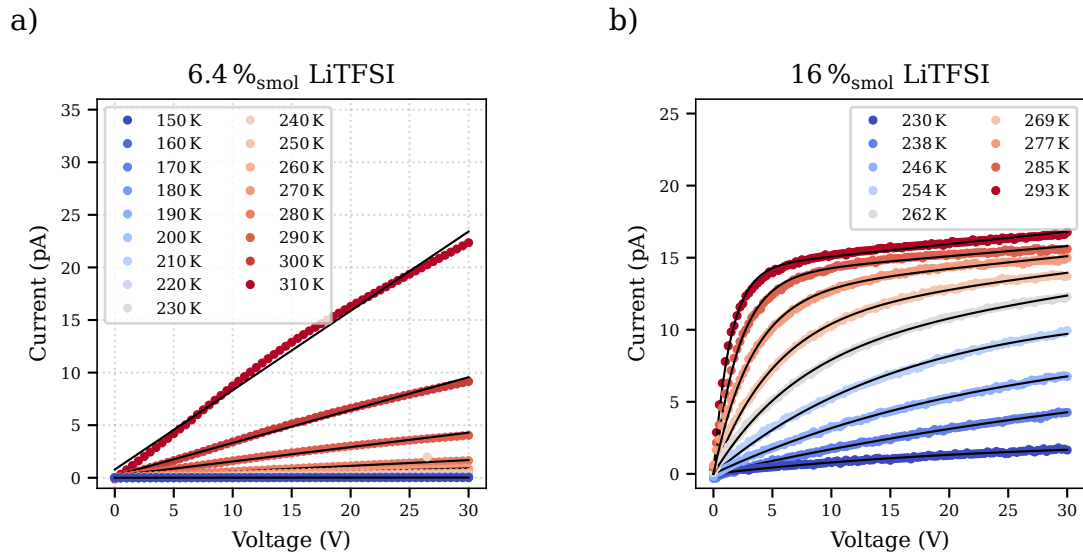 a)
6.4 %smol LiTFSI
Current (pA)
35
30
25
20
15
10
5
0
150 K
160 K
170 K
180 K
190 K
200 K
210 K
220 K
230 K
240 K
250 K
260 K
270 K
280 K
290 K
300 K
310 K
0 5 10 15 20 25 30
Voltage (V)
b)
16 %smol LiTFSI
Current (pA)
25
20
15
10
5
0
230 K
238 K
246 K
254 K
262 K
269 K
277 K
285 K
293 K
0 5 10 15 20 25 30
Voltage (V)